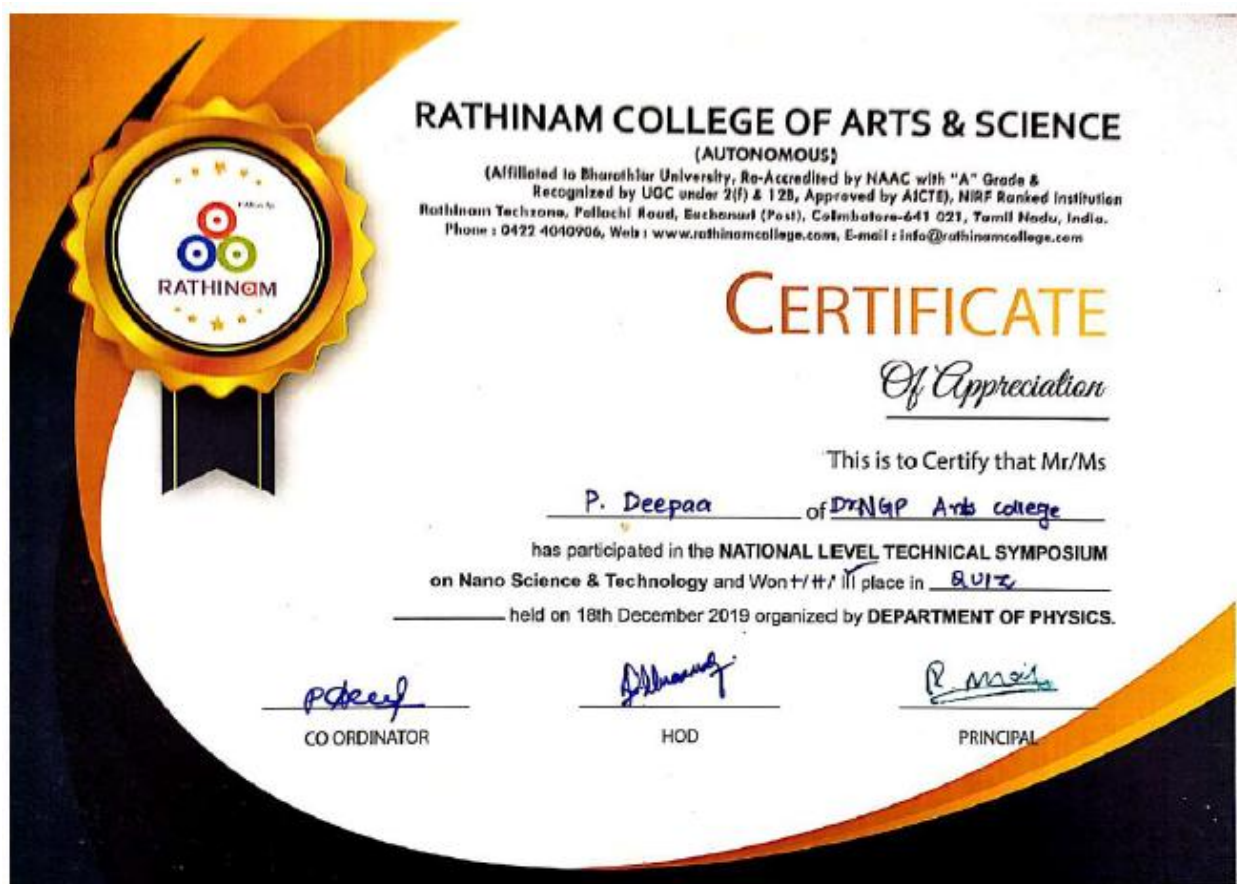 RATHINAM COLLEGE OF ARTS & SCIENCE
(AUTONOMOUS)
(Affiliated to Bharathiar University, Re-Accredited by NAAC with "A" Grade &
Recognized by UGC under 2(f) & 12B, Approved by AICTE), NIRF Ranked Institution
Rathinam Techzone, Pollachi Road, Eachanari (Post), Coimbatore-641 021, Tamil Nadu, India.
Phone : 0422 4040906, Web : www.rathinamcollege.com, E-mail : info@rathinamcollege.com
RATHINAM
CERTIFICATE
Of Appreciation
This is to Certify that Mr/Ms
P. Deepaa of Dr NGP Arts college
has participated in the NATIONAL LEVEL TECHNICAL SYMPOSIUM
on Nano Science & Technology and Won I / II / III place in QUIZ
held on 18th December 2019 organized by DEPARTMENT OF PHYSICS.
CO ORDINATOR
HOD
PRINCIPAL